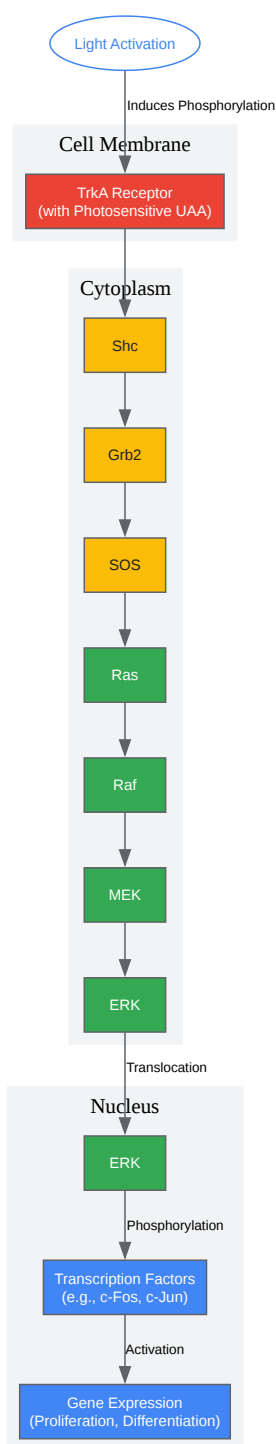 Light Activation
Induces Phosphorylation
Cell Membrane
TrkA Receptor
(with Photosensitive UAA)
Cytoplasm
Shc
Grb2
SOS
Ras
Raf
MEK
ERK
Translocation
Nucleus
ERK
Phosphorylation
Transcription Factors
(e.g., c-Fos, c-Jun)
Activation
Gene Expression
(Proliferation, Differentiation)